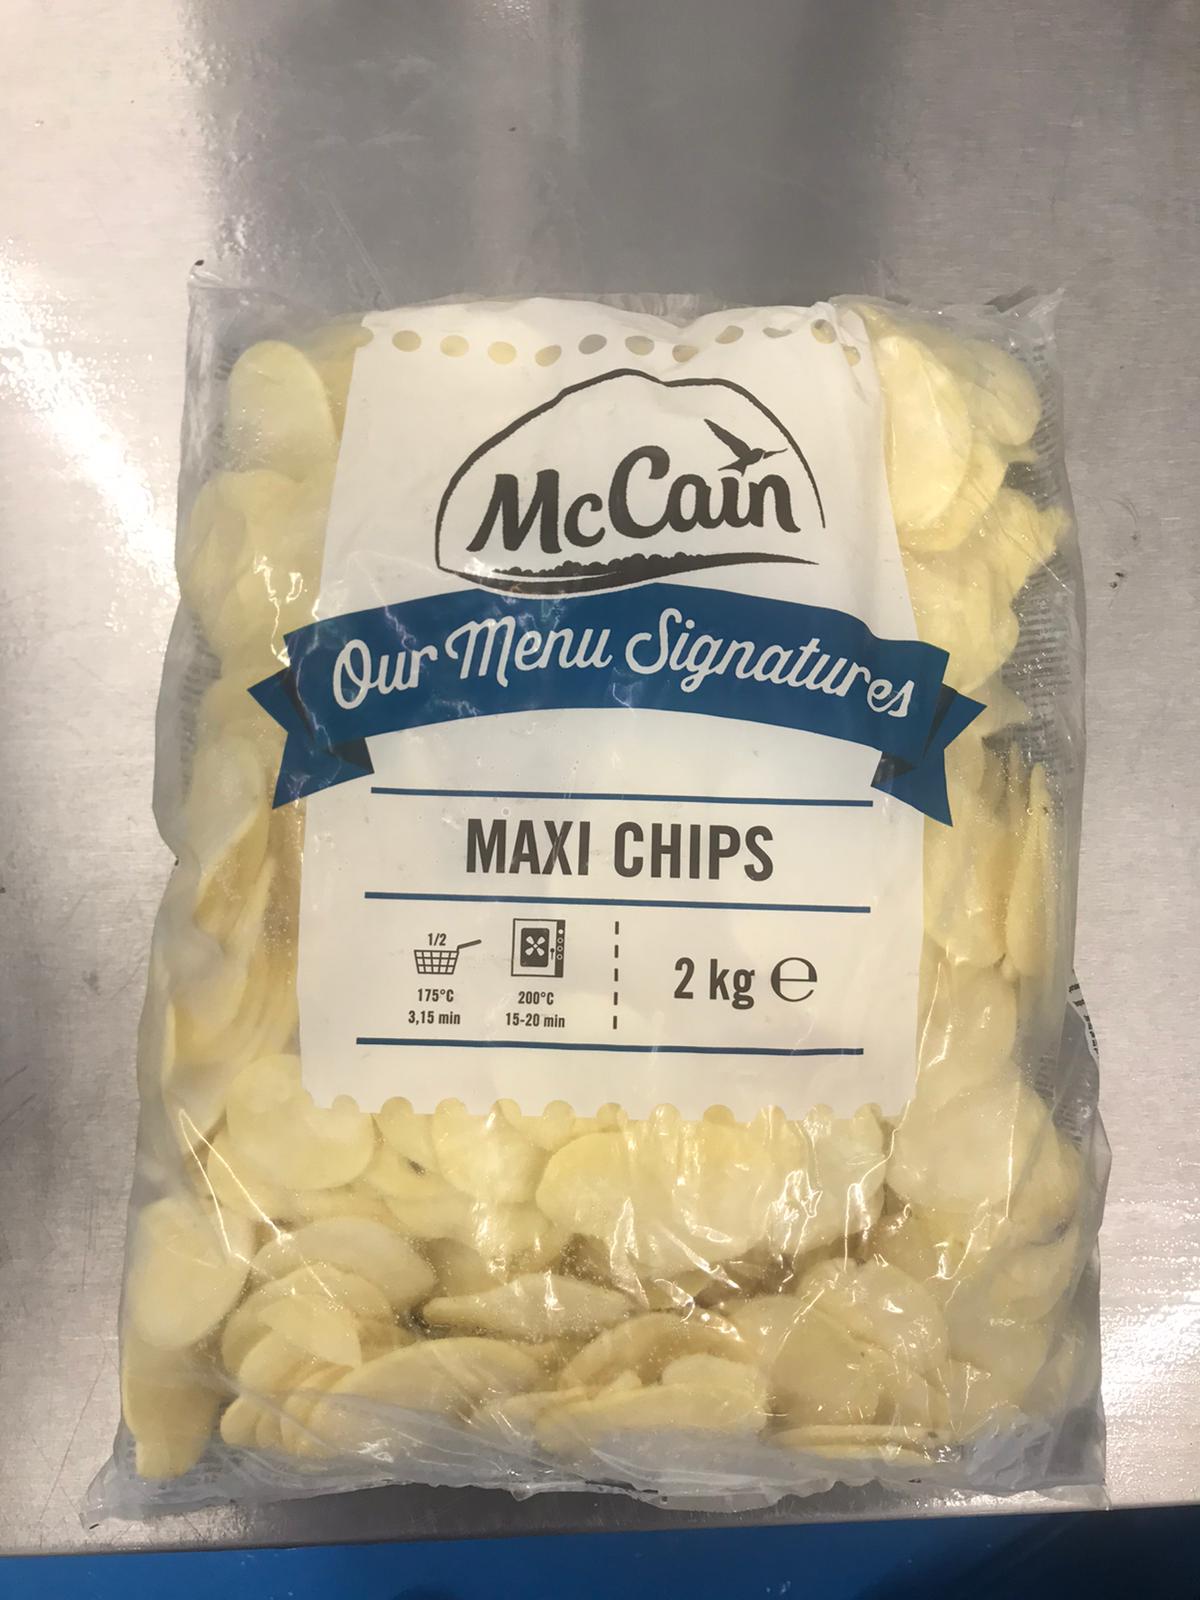 McCain
Our Menu Signatures
MAXI CHIPS
1/2
175°C
3,15 min
200°C
15-20 min
2 kg e